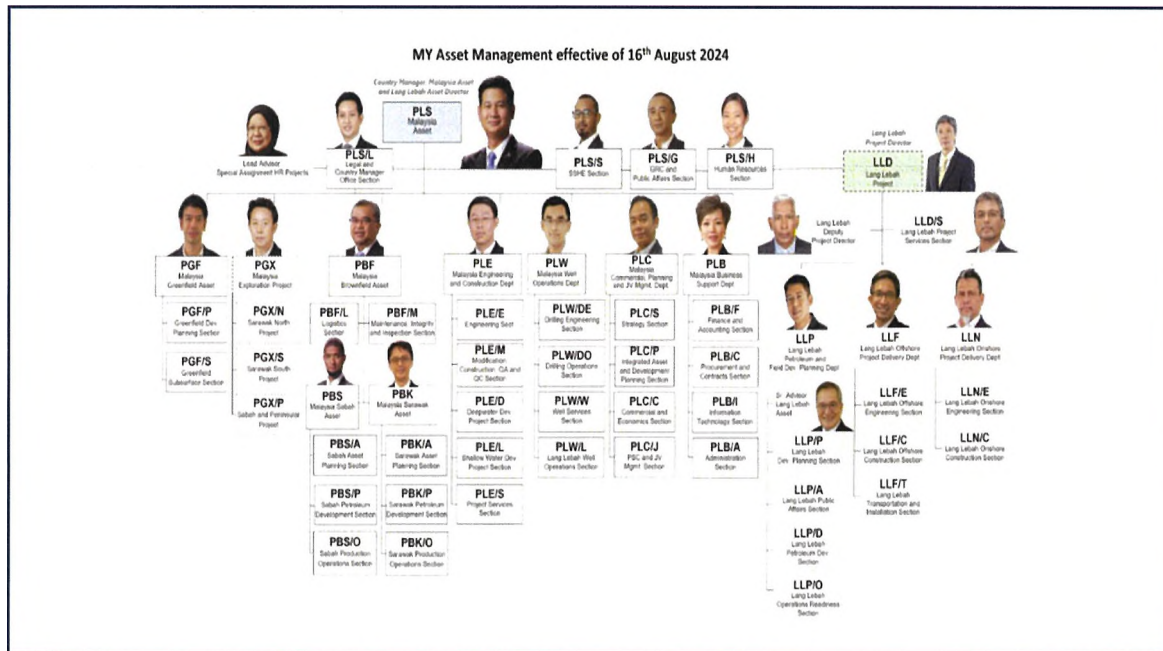 MY Asset Management effective of 16th August 2024
Country Manager Malaysia Asset
and Lang Lebah Asset Director
PLS
Malaysia
Asset
Lead Advisor
Special Assignment HR Projects
PLS/L
Legal and
Country Manager
Office Section
PLS/S
SSHE Section
PLS/G
GRC and
Public Affairs Section
PLS/H
Human Resources
Section
Lang Lebah
Project Director
LLD
Lang Lebah
Project
PGF
Malaysia
Greenfield Asset
PGX
Malaysia
Exploration Project
PBF
Malaysia
Brownfield Asset
PLE
Malaysia Engineering
and Construction Dept
PLW
Malaysia Well
Operations Dept
PLC
Malaysia
Commercial, Planning
and JV Mgmt. Dept.
PLB
Malaysia Business
Support Dept
Lang Lebah
Deputy
Project Director
LLD/S
Lang Lebah Project
Services Section
PGF/P
Greenfield Dev
Planning Section
PGF/S
Greenfield
Subsurface Section
PGX/N
Sarawak North
Project
PGX/S
Sarawak South
Project
PGX/P
Sabah and Peninsular
Project
PBF/L
Logistics
Section
PBF/M
Maintenance, Integrity
and Inspection Section
PBS
Malaysia Sabah
Asset
PBK
Malaysia Sarawak
Asset
PBS/A
Sabah Asset
Planning Section
PBS/P
Sabah Petroleum
Development Section
PBS/O
Sabah Production
Operations Section
PBK/A
Sarawak Asset
Planning Section
PBK/P
Sarawak Petroleum
Development Section
PBK/O
Sarawak Production
Operations Section
PLE/E
Engineering Sect
PLE/M
Modification
Construction, QA and
QC Section
PLE/D
Deepwater Dev
Project Section
PLE/L
Shallow Water Dev
Project Section
PLE/S
Project Services
Section
PLW/DE
Drilling Engineering
Section
PLW/DO
Drilling Operations
Section
PLW/W
Well Services
Section
PLW/L
Lang Lebah Well
Operations Section
PLC/S
Strategy Section
PLC/P
Integrated Asset
and Development
Planning Section
PLC/C
Commercial and
Economics Section
PLC/J
PSC and JV
Mgmt. Section
PLB/F
Finance and
Accounting Section
PLB/C
Procurement and
Contracts Section
PLB/I
Information
Technology Section
PLB/A
Administration
Section
LLP
Lang Lebah
Petroleum and
Field Dev. Planning Dept
Sr. Advisor
Lang Lebah
Asset
LLP/P
Lang Lebah
Dev. Planning Section
LLP/A
Lang Lebah Public
Affairs Section
LLP/D
Lang Lebah
Petroleum Dev
Section
LLP/O
Lang Lebah
Operations Readiness
Section
LLF
Lang Lebah Offshore
Project Delivery Dept
LLF/E
Lang Lebah Offshore
Engineering Section
LLF/C
Lang Lebah Offshore
Construction Section
LLF/T
Lang Lebah
Transportation and
Installation Section
LLN
Lang Lebah Onshore
Project Delivery Dept
LLN/E
Lang Lebah Onshore
Engineering Section
LLN/C
Lang Lebah Onshore
Construction Section